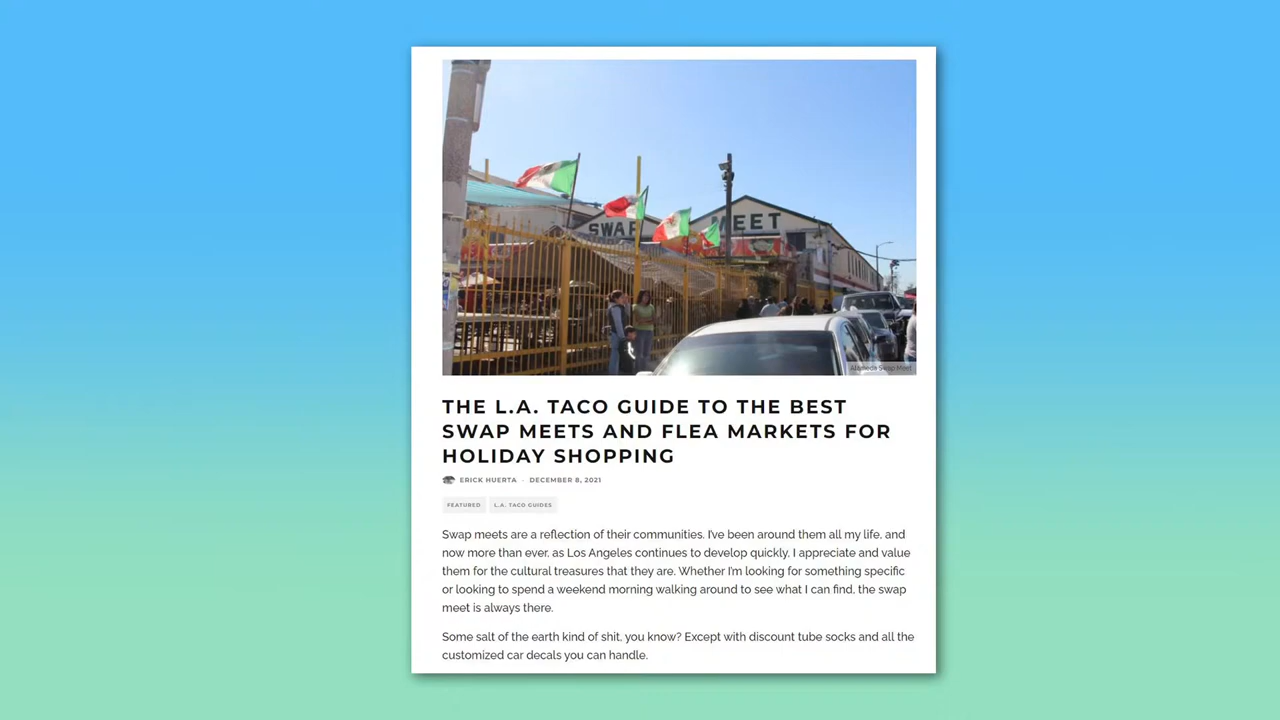 SWAP MEET
Alameda Swap Meet
THE L.A. TACO GUIDE TO THE BEST
SWAP MEETS AND FLEA MARKETS FOR
HOLIDAY SHOPPING
ERICK HUERTA · DECEMBER 8, 2021
FEATURED L.A. TACO GUIDES
Swap meets are a reflection of their communities. I've been around them all my life, and
now more than ever, as Los Angeles continues to develop quickly, I appreciate and value
them for the cultural treasures that they are. Whether I'm looking for something specific
or looking to spend a weekend morning walking around to see what I can find, the swap
meet is always there.
Some salt of the earth kind of shit, you know? Except with discount tube socks and all the
customized car decals you can handle.